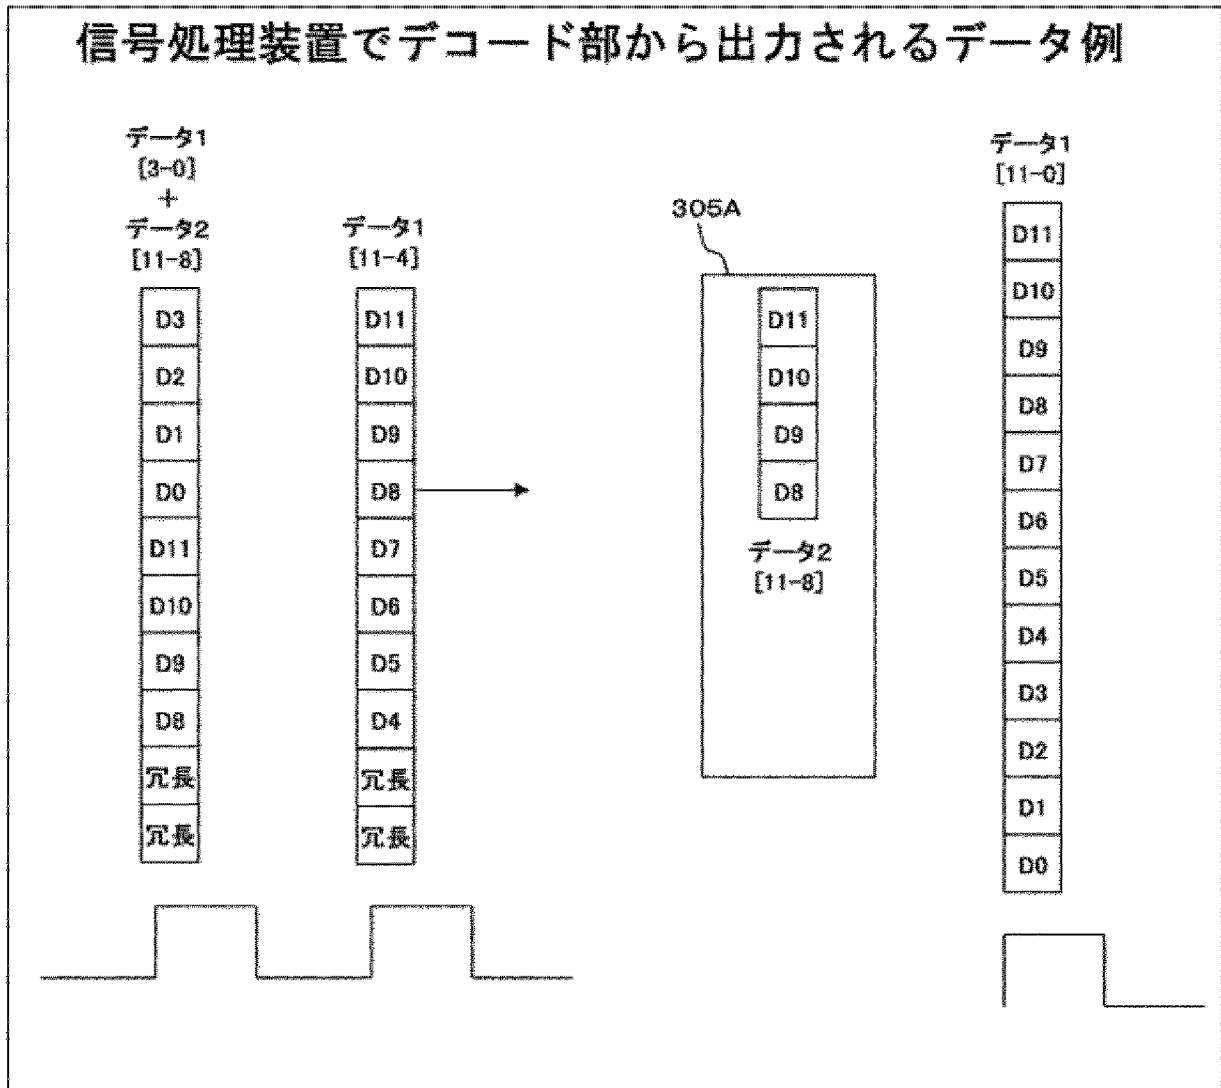 信号処理装置でデコード部から出力されるデータ例
データ1
[3-0]
+
データ2
[11-8]
D3
D2
D1
D0
D11
D10
D9
D8
冗長
冗長
データ1
[11-4]
D11
D10
D9
D8
D7
D6
D5
D4
冗長
冗長
305A
D11
D10
D9
D8
データ2
[11-8]
データ1
[11-0]
D11
D10
D9
D8
D7
D6
D5
D4
D3
D2
D1
D0